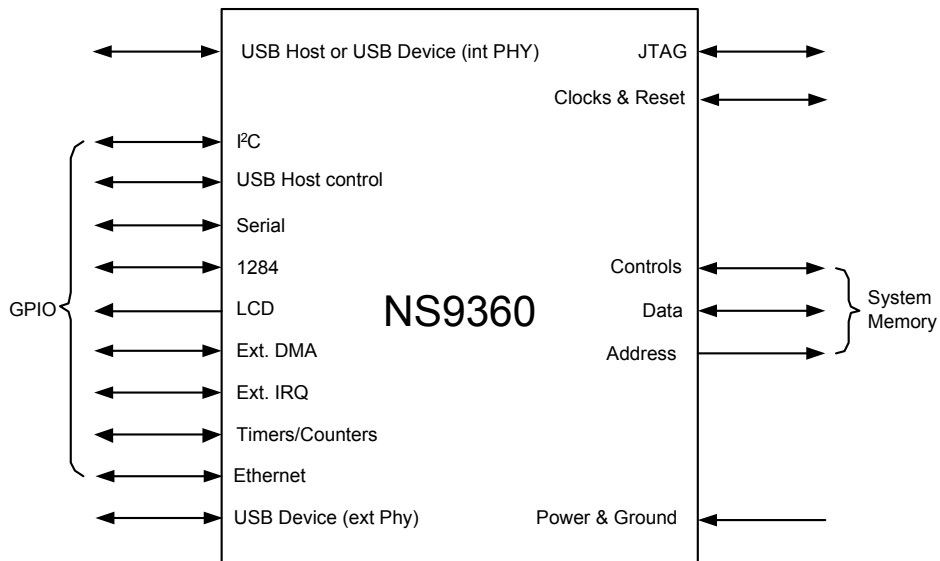 USB Host or USB Device (int PHY)
JTAG
Clocks & Reset
I²C
USB Host control
Serial
1284
LCD
Ext. DMA
Ext. IRQ
Timers/Counters
Ethernet
USB Device (ext Phy)
GPIO
NS9360
Controls
Data
Address
System
Memory
Power & Ground